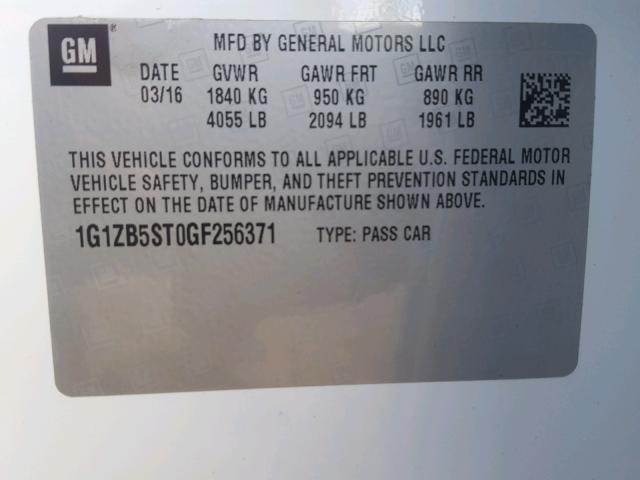 GM ® MFD BY GENERAL MOTORS LLC
DATE GVWR GAWR FRT GAWR RR
03/16 1840 KG 950 KG 890 KG
4055 LB 2094 LB 1961 LB
THIS VEHICLE CONFORMS TO ALL APPLICABLE U.S. FEDERAL MOTOR
VEHICLE SAFETY, BUMPER, AND THEFT PREVENTION STANDARDS IN
EFFECT ON THE DATE OF MANUFACTURE SHOWN ABOVE.
1G1ZB5ST0GF256371 TYPE: PASS CAR